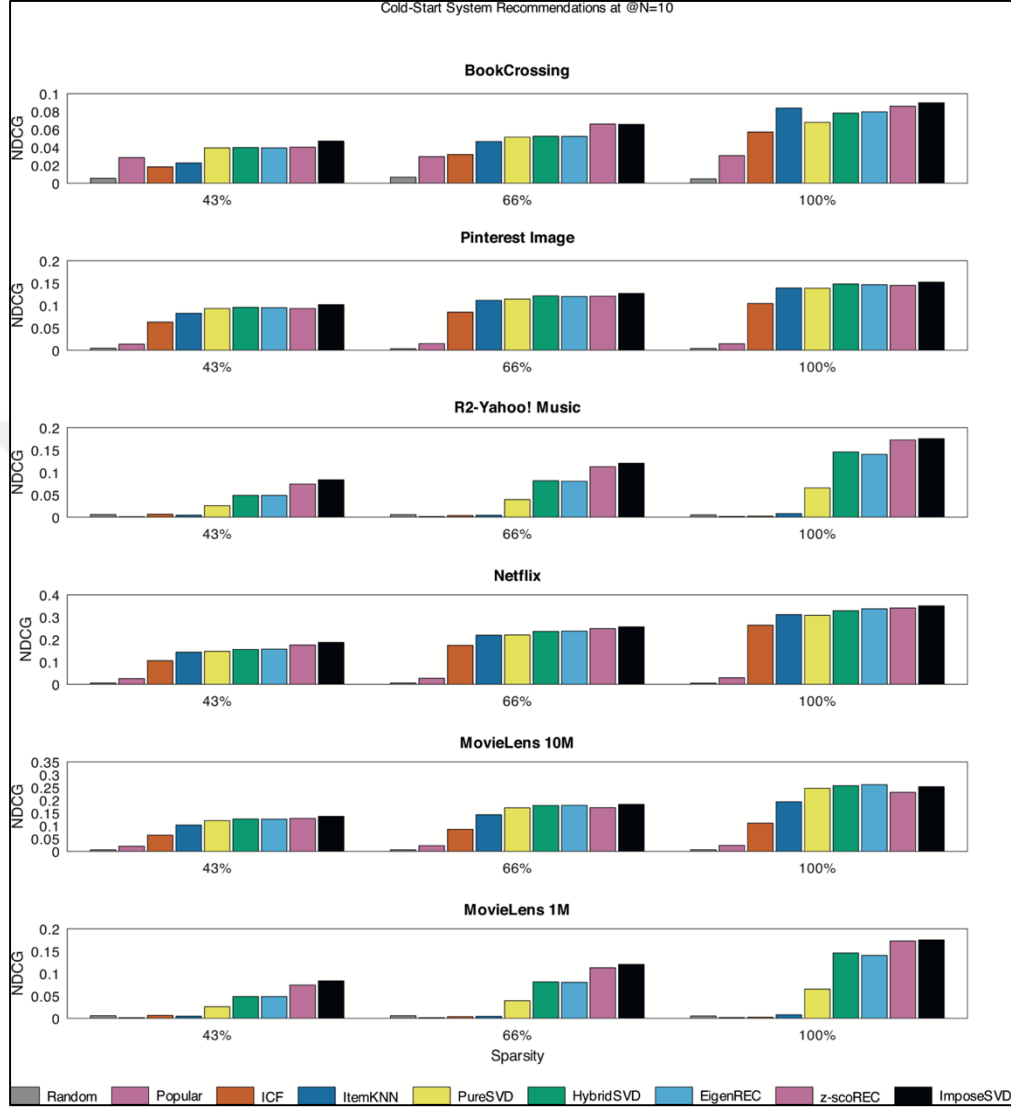 Cold-Start System Recommendations at @N=10
BookCrossing
NDCG
0.1
0.08
0.06
0.04
0.02
0
43% 66% 100%
Pinterest Image
NDCG
0.2
0.15
0.1
0.05
0
43% 66% 100%
R2-Yahoo! Music
NDCG
0.2
0.15
0.1
0.05
0
43% 66% 100%
Netflix
NDCG
0.4
0.3
0.2
0.1
0
43% 66% 100%
MovieLens 10M
NDCG
0.35
0.3
0.25
0.2
0.15
0.1
0.05
0
43% 66% 100%
MovieLens 1M
NDCG
0.2
0.15
0.1
0.05
0
43% 66% 100%
Sparsity
Random Popular ICF ItemKNN PureSVD HybridSVD EigenREC z-scoREC ImposeSVD